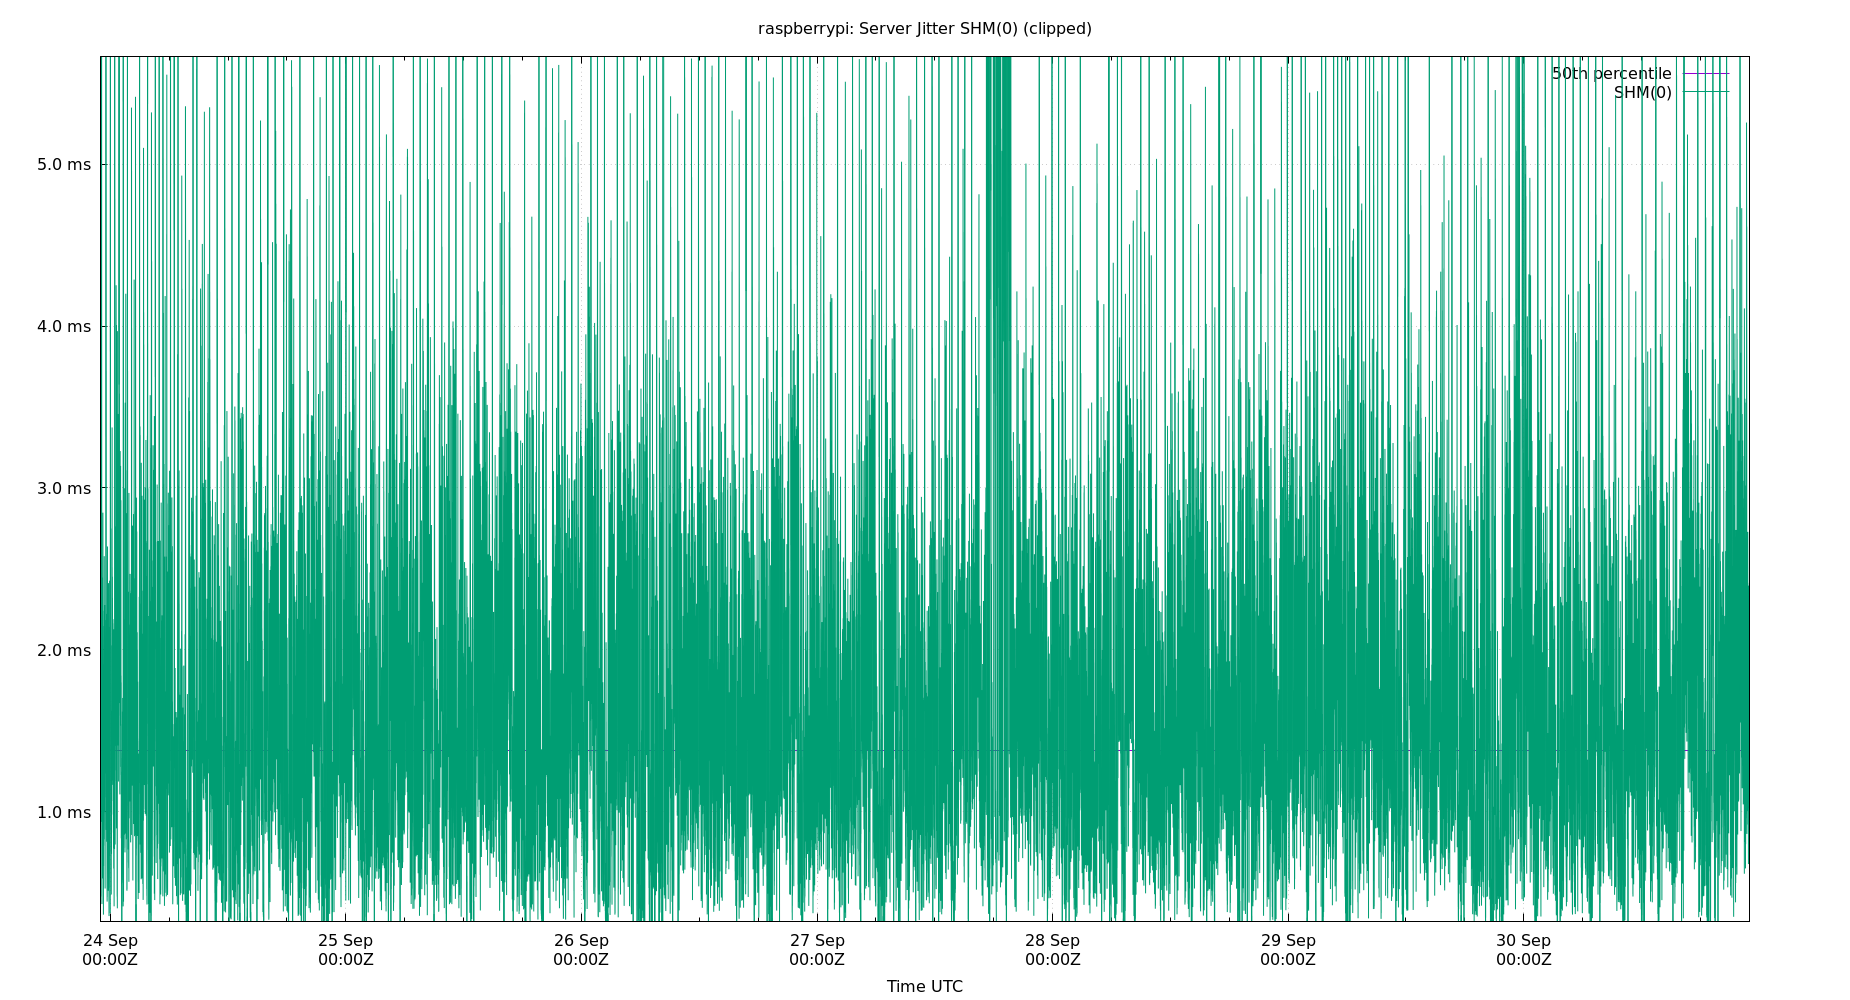 raspberrypi: Server Jitter SHM(0) (clipped)
50th percentile
SHM(0)
5.0 ms
4.0 ms
3.0 ms
2.0 ms
1.0 ms
24 Sep 25 Sep 26 Sep 27 Sep 28 Sep 29 Sep 30 Sep
00:00Z 00:00Z 00:00Z 00:00Z 00:00Z 00:00Z 00:00Z
Time UTC